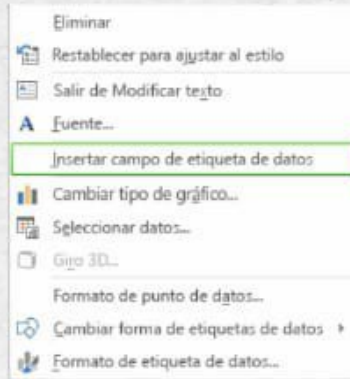 Eliminar
Restablecer para ajustar al estilo
Salir de Modificar texto
Fuente...
Insertar campo de etiqueta de datos
Cambiar tipo de gráfico...
Seleccionar datos...
Giro 3D...
Formato de punto de datos...
Cambiar forma de etiquetas de datos
Formato de etiqueta de datos...